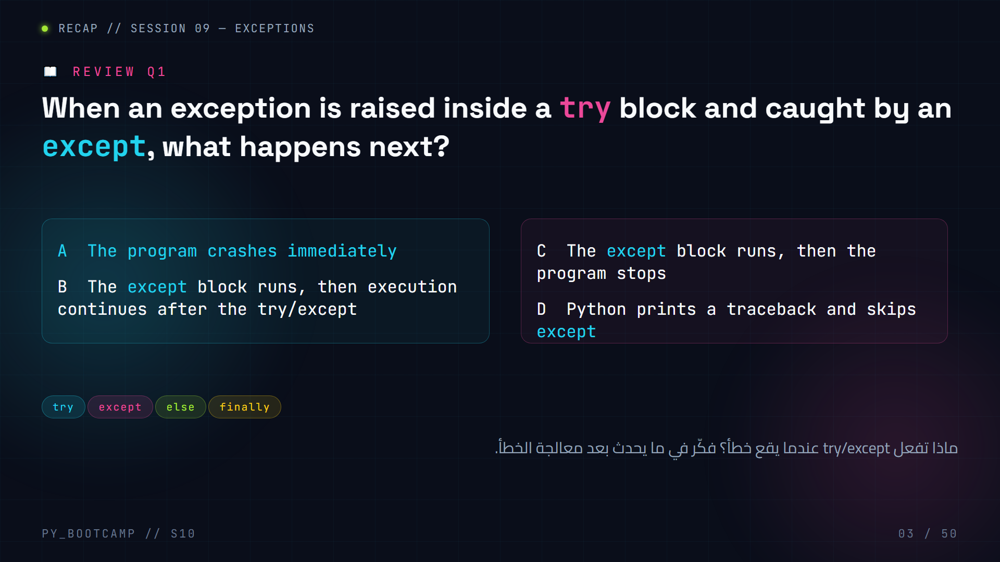 RECAP // SESSION 09 — EXCEPTIONS
📖 REVIEW Q1
When an exception is raised inside a try block and caught by an
except, what happens next?
A The program crashes immediately
B The except block runs, then execution
continues after the try/except
C The except block runs, then the
program stops
D Python prints a traceback and skips
except
try except else finally
ماذا تفعل try/except عندما يقع خطأ؟ فكّر في ما يحدث بعد معالجة الخطأ.
PY_BOOTCAMP // S10
03 / 50